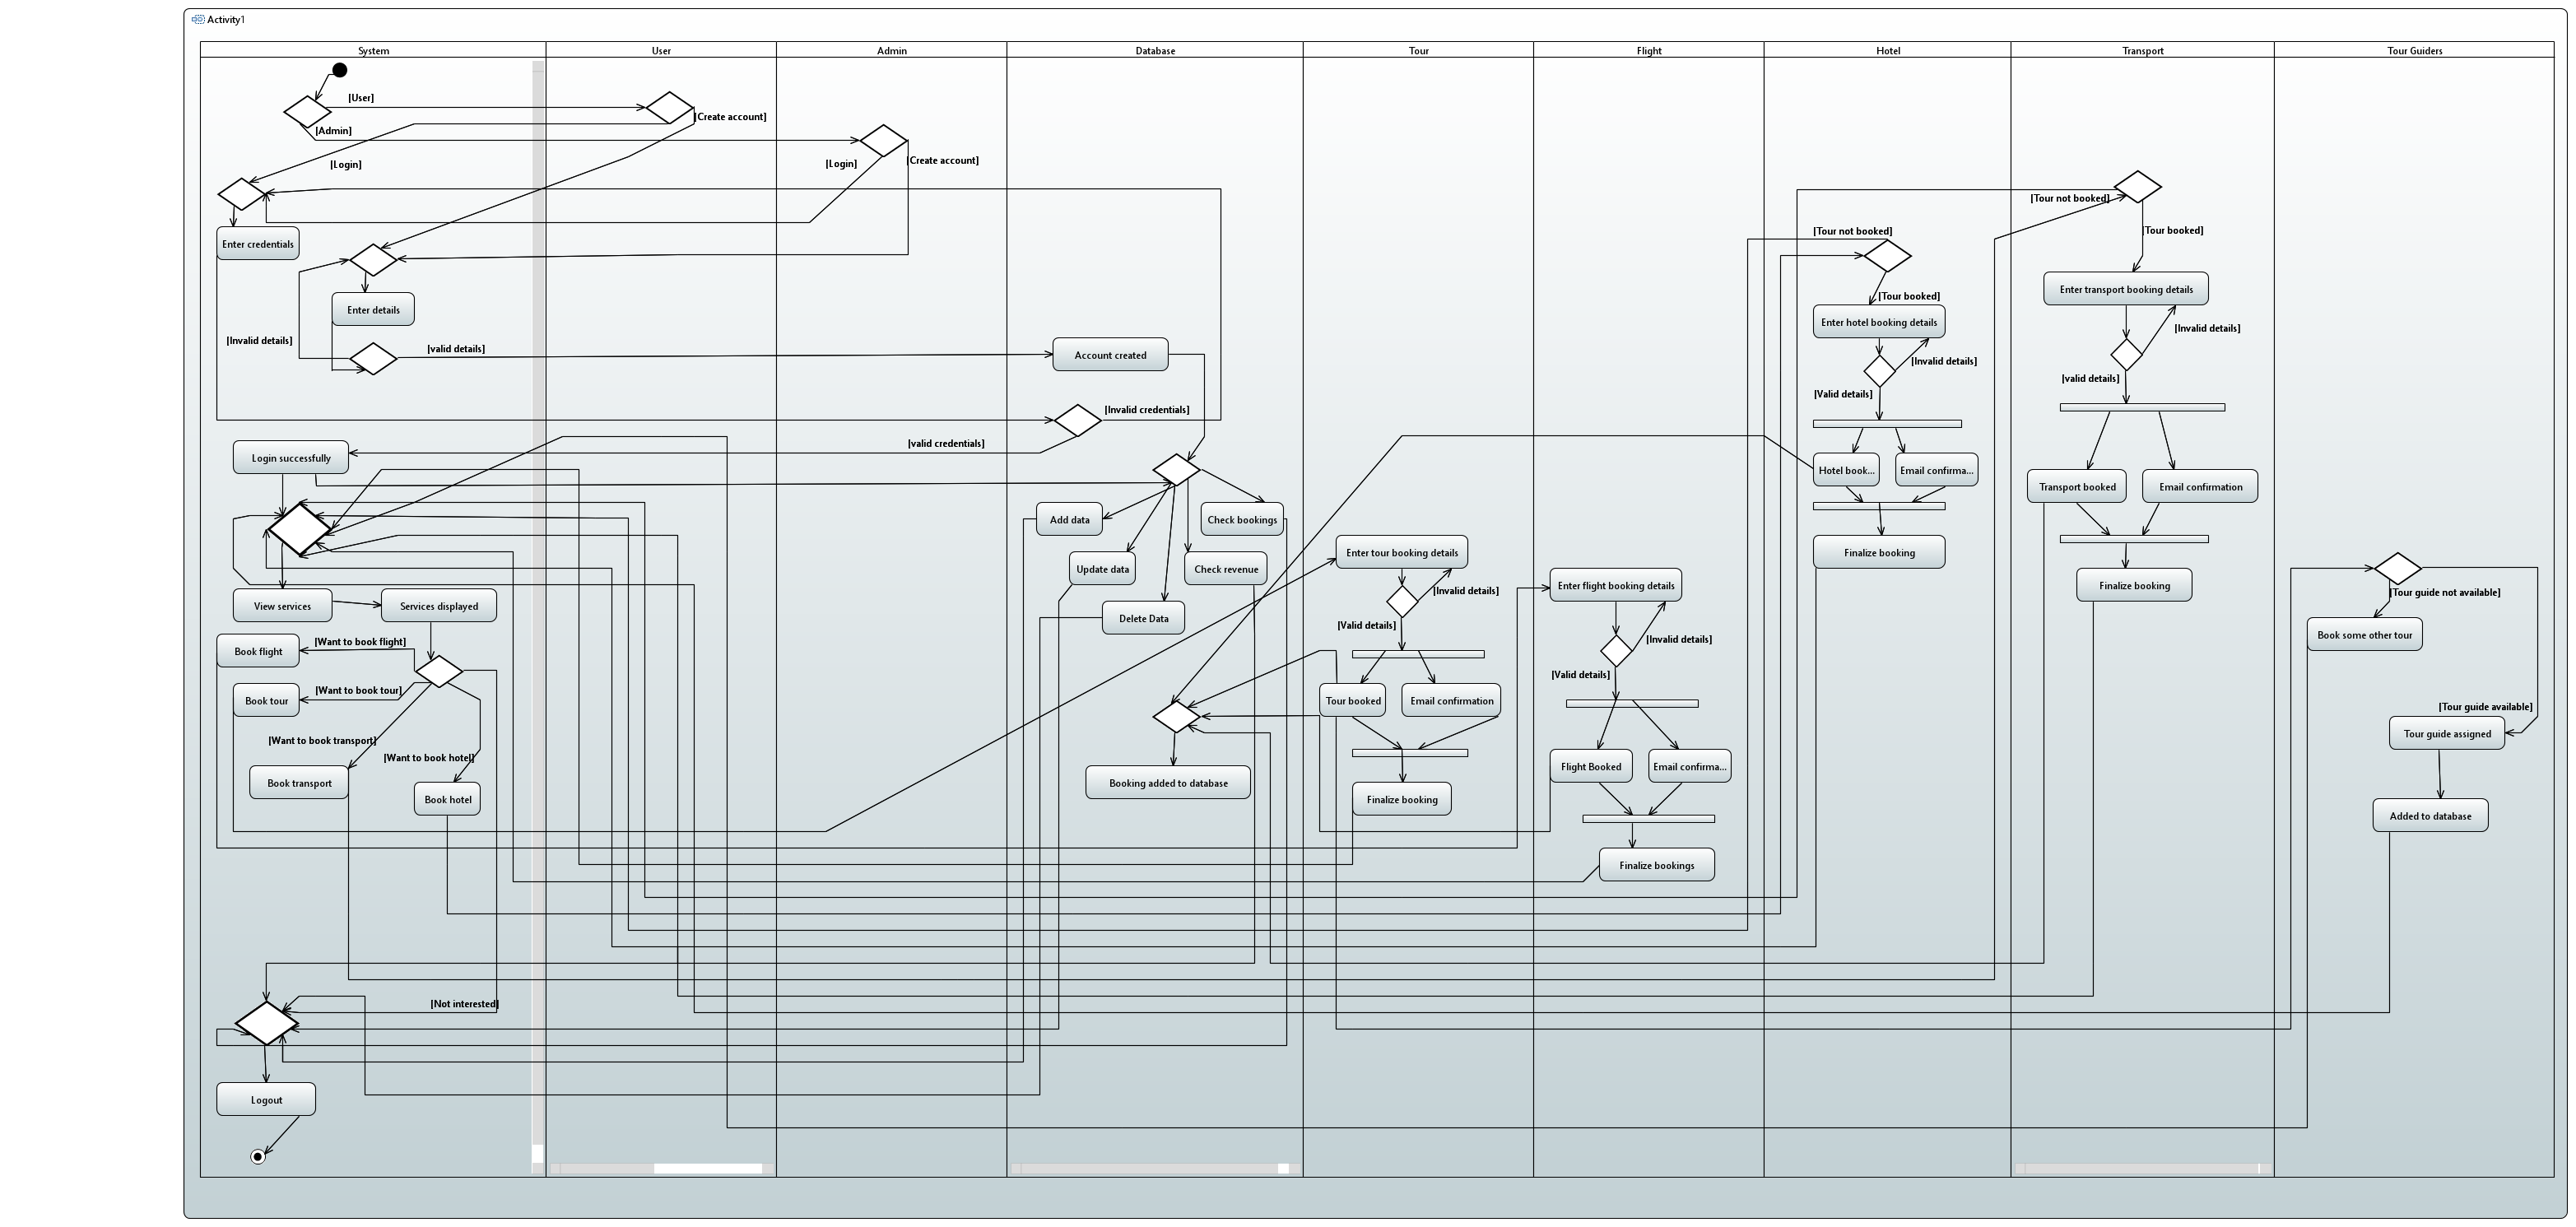 Activity1
System
User
Admin
Database
Tour
Flight
Hotel
Transport
Tour Guiders
[User]
[Admin]
[Create account]
[Login]
[Login]
[Create account]
Enter credentials
Enter details
[Invalid details]
[valid details]
Account created
[Invalid credentials]
[valid credentials]
Login successfully
View services
Services displayed
[Want to book flight]
Book flight
[Want to book tour]
Book tour
[Want to book transport]
Book transport
[Want to book hotel]
Book hotel
[Not interested]
Logout
Add data
Check bookings
Update data
Check revenue
Delete Data
Booking added to database
Enter tour booking details
[Invalid details]
[Valid details]
Tour booked
Email confirmation
Finalize booking
Enter flight booking details
[Invalid details]
[Valid details]
Flight Booked
Email confirma...
Finalize bookings
[Tour not booked]
[Tour booked]
Enter hotel booking details
[Invalid details]
[Valid details]
Hotel book...
Email confirma...
Finalize booking
[Tour not booked]
[Tour booked]
Enter transport booking details
[Invalid details]
[valid details]
Transport booked
Email confirmation
Finalize booking
[Tour guide not available]
Book some other tour
[Tour guide available]
Tour guide assigned
Added to database